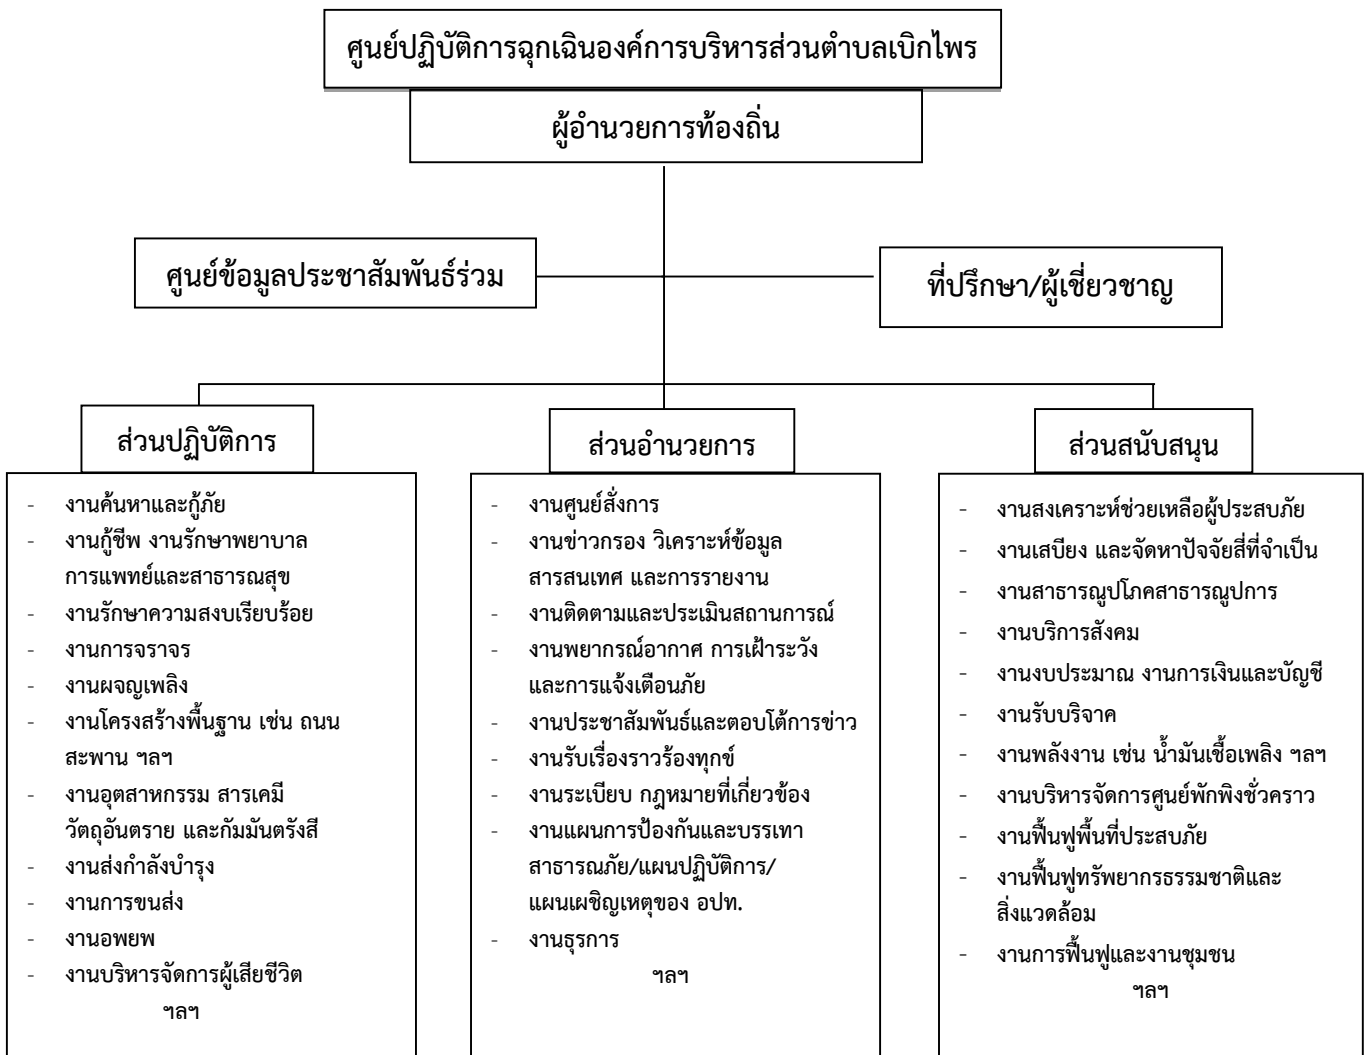 ศูนย์ปฏิบัติการฉุกเฉินองค์การบริหารส่วนตำบลเบิกไพร
ผู้อำนวยการท้องถิ่น
ศูนย์ข้อมูลประชาสัมพันธ์ร่วม
ที่ปรึกษา/ผู้เชี่ยวชาญ
ส่วนปฏิบัติการ
- งานค้นหาและกู้ภัย
- งานกู้ชีพ งานรักษาพยาบาล
การแพทย์และสาธารณสุข
- งานรักษาความสงบเรียบร้อย
- งานการจราจร
- งานผจญเพลิง
- งานโครงสร้างพื้นฐาน เช่น ถนน
สะพาน ฯลฯ
- งานอุตสาหกรรม สารเคมี
วัตถุอันตราย และกัมมันตรังสี
- งานส่งกำลังบำรุง
- งานการขนส่ง
- งานอพยพ
- งานบริหารจัดการผู้เสียชีวิต
ฯลฯ
ส่วนอำนวยการ
- งานศูนย์สั่งการ
- งานข่าวกรอง วิเคราะห์ข้อมูล
สารสนเทศ และการรายงาน
- งานติดตามและประเมินสถานการณ์
- งานพยากรณ์อากาศ การเฝ้าระวัง
และการแจ้งเตือนภัย
- งานประชาสัมพันธ์และตอบโต้การข่าว
- งานรับเรื่องราวร้องทุกข์
- งานระเบียบ กฎหมายที่เกี่ยวข้อง
- งานแผนการป้องกันและบรรเทา
สาธารณภัย/แผนปฏิบัติการ/
แผนเผชิญเหตุของ อปท.
- งานธุรการ
ฯลฯ
ส่วนสนับสนุน
- งานสงเคราะห์ช่วยเหลือผู้ประสบภัย
- งานเสบียง และจัดหาปัจจัยสี่ที่จำเป็น
- งานสาธารณูปโภคสาธารณูปการ
- งานบริการสังคม
- งานงบประมาณ งานการเงินและบัญชี
- งานรับบริจาค
- งานพลังงาน เช่น น้ำมันเชื้อเพลิง ฯลฯ
- งานบริหารจัดการศูนย์พักพิงชั่วคราว
- งานฟื้นฟูพื้นที่ประสบภัย
- งานฟื้นฟูทรัพยากรธรรมชาติและ
สิ่งแวดล้อม
- งานการฟื้นฟูและงานชุมชน
ฯลฯ